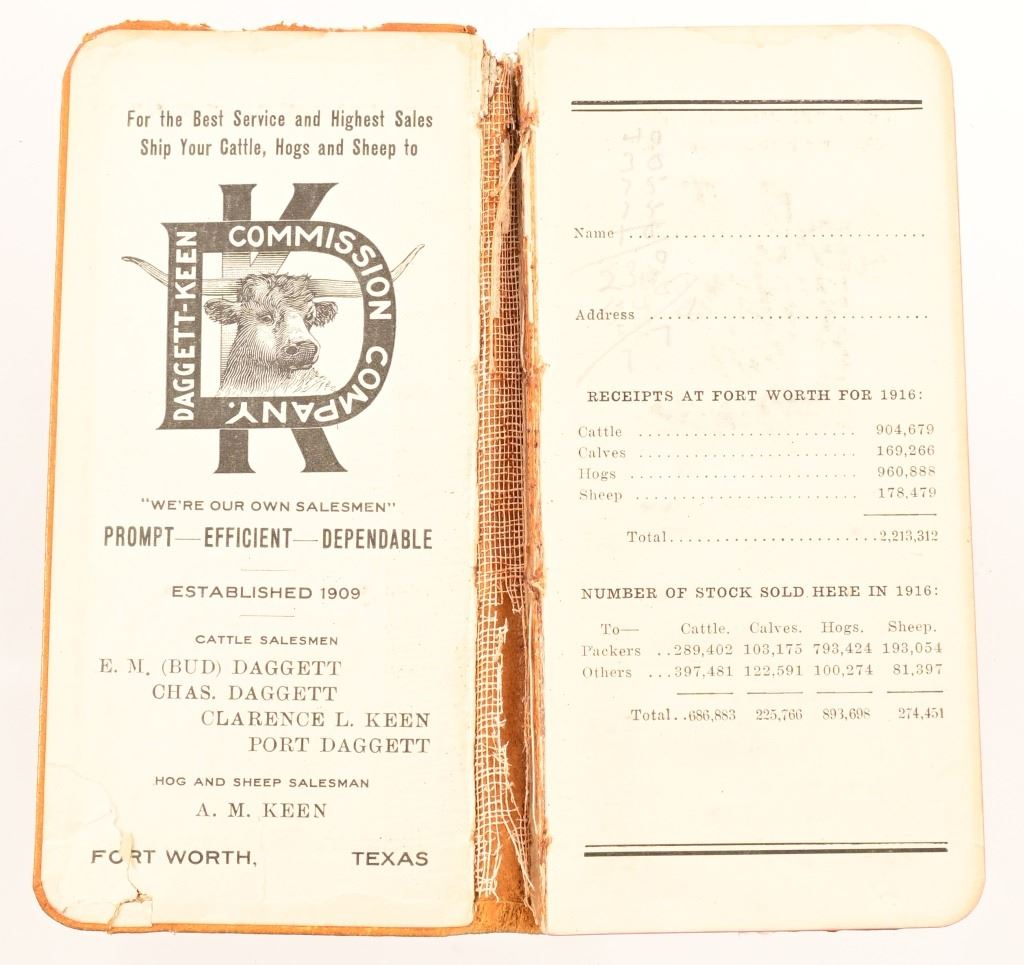 For the Best Service and Highest Sales
Ship Your Cattle, Hogs and Sheep to
K
D
DAGGETT-KEEN
COMMISSION COMPANY.
"WE'RE OUR OWN SALESMEN"
PROMPT—EFFICIENT—DEPENDABLE
ESTABLISHED 1909
CATTLE SALESMEN
E. M. (BUD) DAGGETT
CHAS. DAGGETT
CLARENCE L. KEEN
PORT DAGGETT
HOG AND SHEEP SALESMAN
A. M. KEEN
FORT WORTH, TEXAS
Name ..............................
Address ............................
RECEIPTS AT FORT WORTH FOR 1916:
Cattle ......................... 904,679
Calves ......................... 169,266
Hogs ......................... 960,888
Sheep ......................... 178,479
Total.........................2,213,312
NUMBER OF STOCK SOLD HERE IN 1916:
To— Cattle. Calves. Hogs. Sheep.
Packers ..289,402 103,175 793,424 193,054
Others ...397,481 122,591 100,274 81,397
Total..686,883 225,766 893,698 274,451